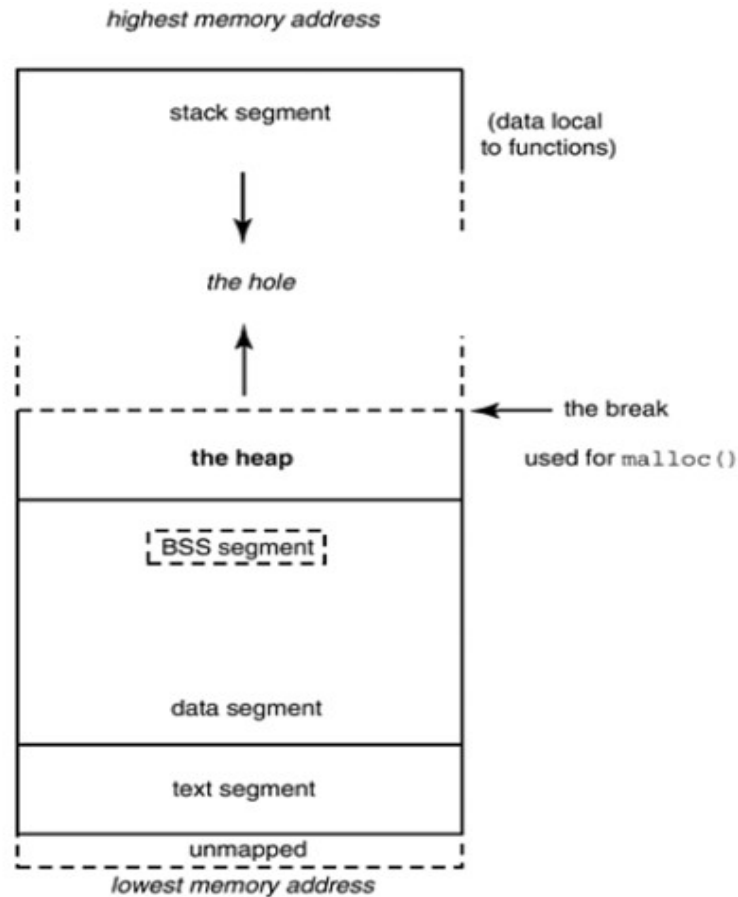 highest memory address
stack segment
(data local
to functions)
the hole
the break
the heap
used for malloc()
BSS segment
data segment
text segment
unmapped
lowest memory address